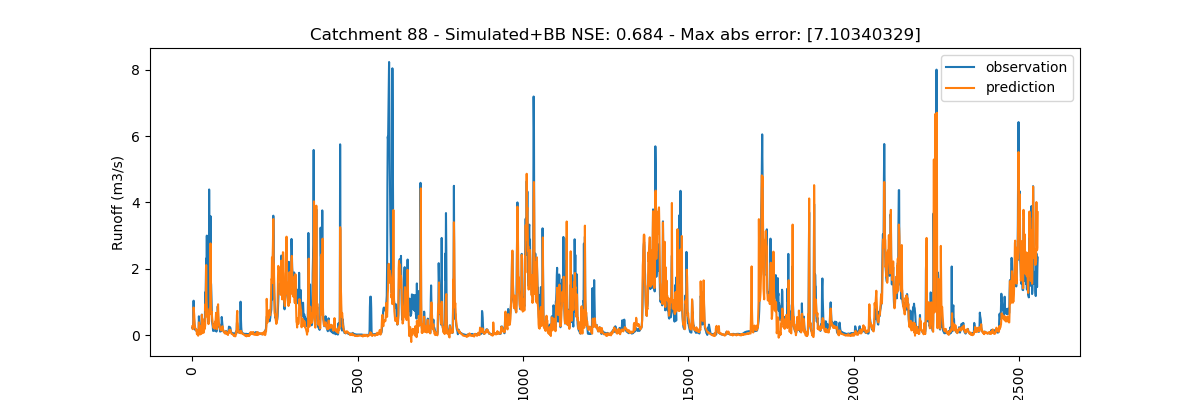 Catchment 88 - Simulated+BB NSE: 0.684 - Max abs error: [7.10340329]
observation
prediction
Runoff (m3/s)
8
6
4
2
0
0
500
1000
1500
2000
2500